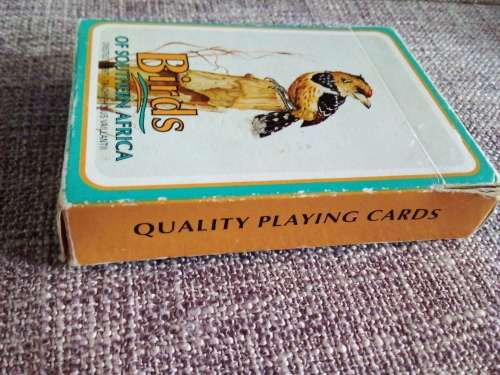 Birds
OF SOUTHERN AFRICA
QUALITY PLAYING CARDS